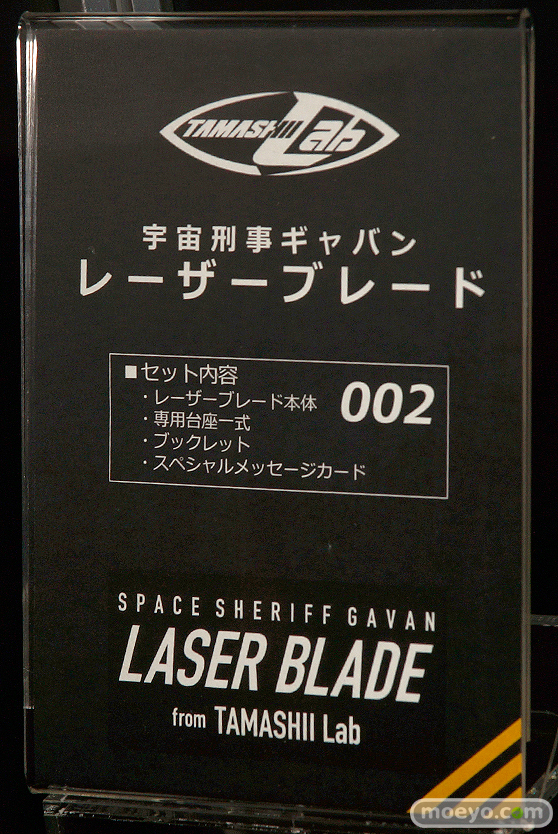 TAMASHII Lab
宇宙刑事ギャバン
レーザーブレード
■セット内容
・レーザーブレード本体
・専用台座一式
・ブックレット
・スペシャルメッセージカード
002
SPACE SHERIFF GAVAN
LASER BLADE
from TAMASHII Lab
moeyo.com